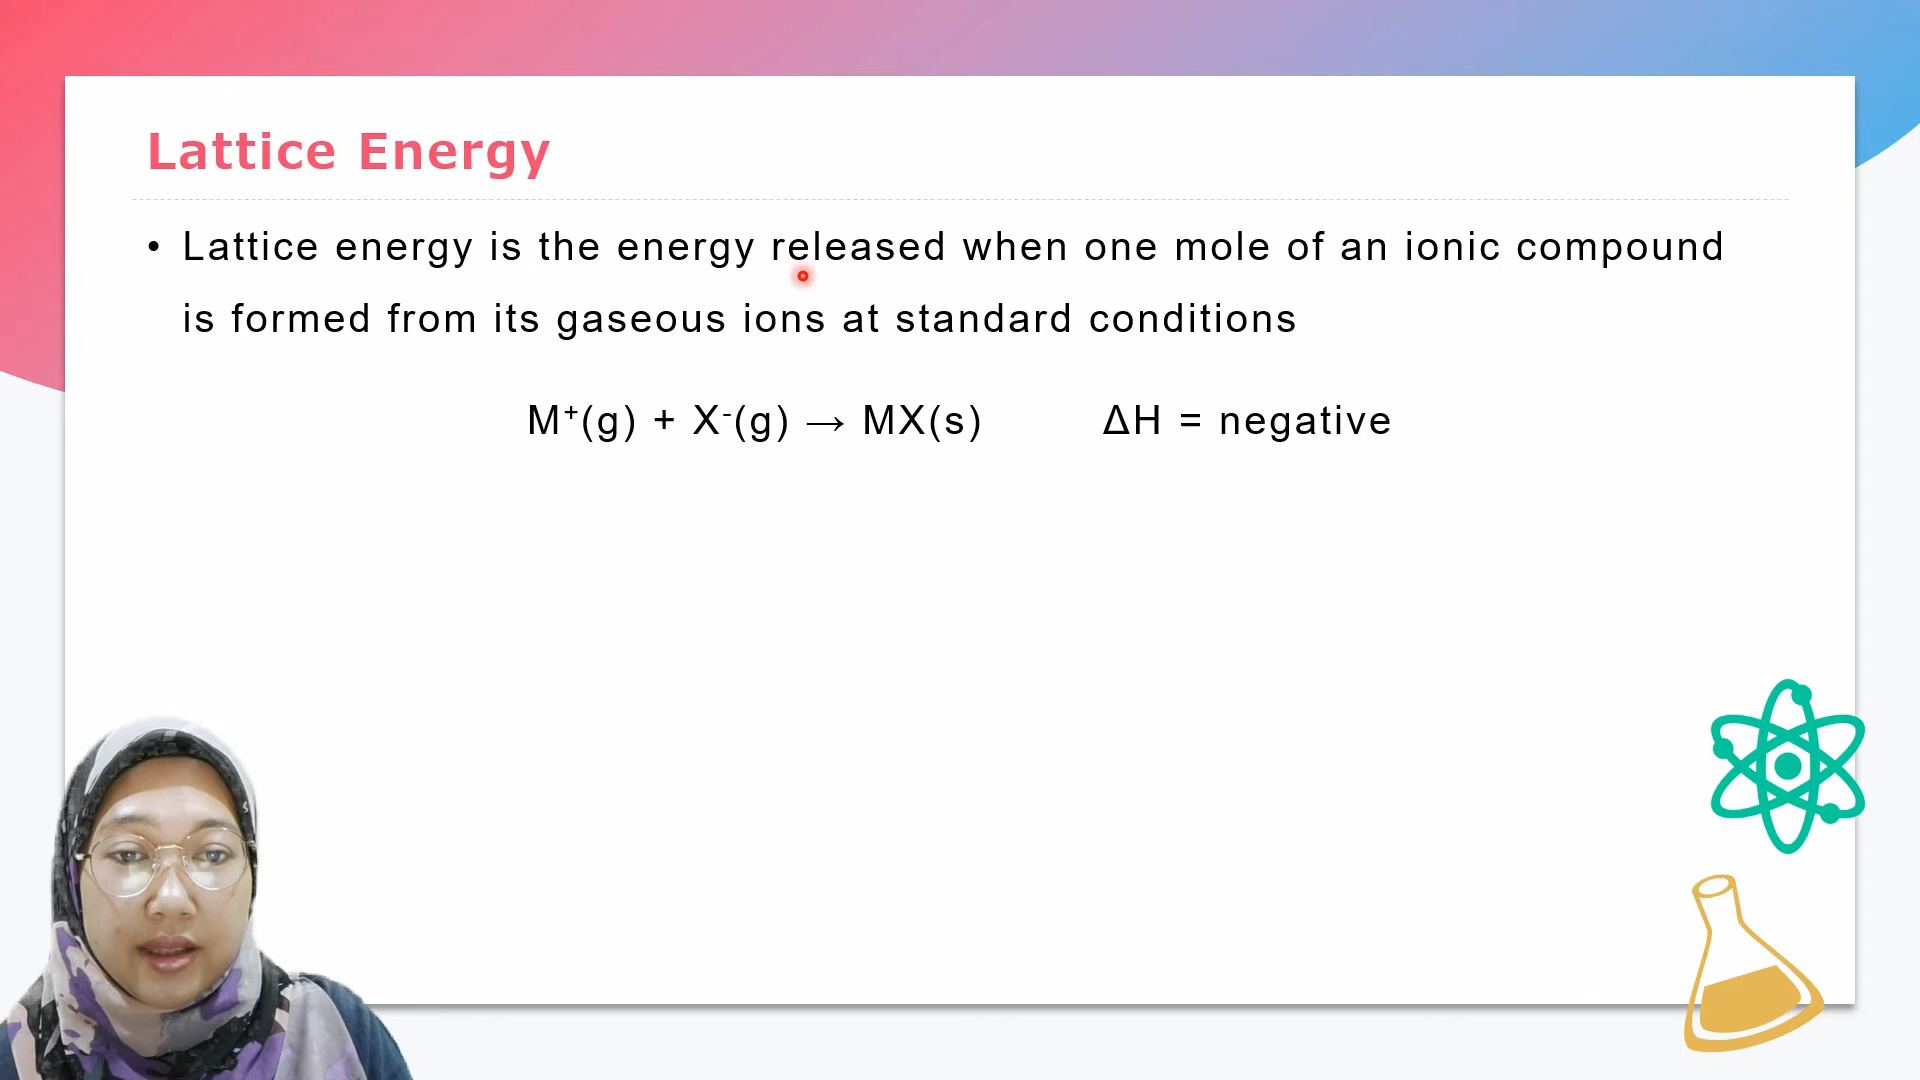 Lattice Energy
• Lattice energy is the energy released when one mole of an ionic compound
is formed from its gaseous ions at standard conditions
M⁺(g) + X⁻(g) → MX(s) ΔH = negative